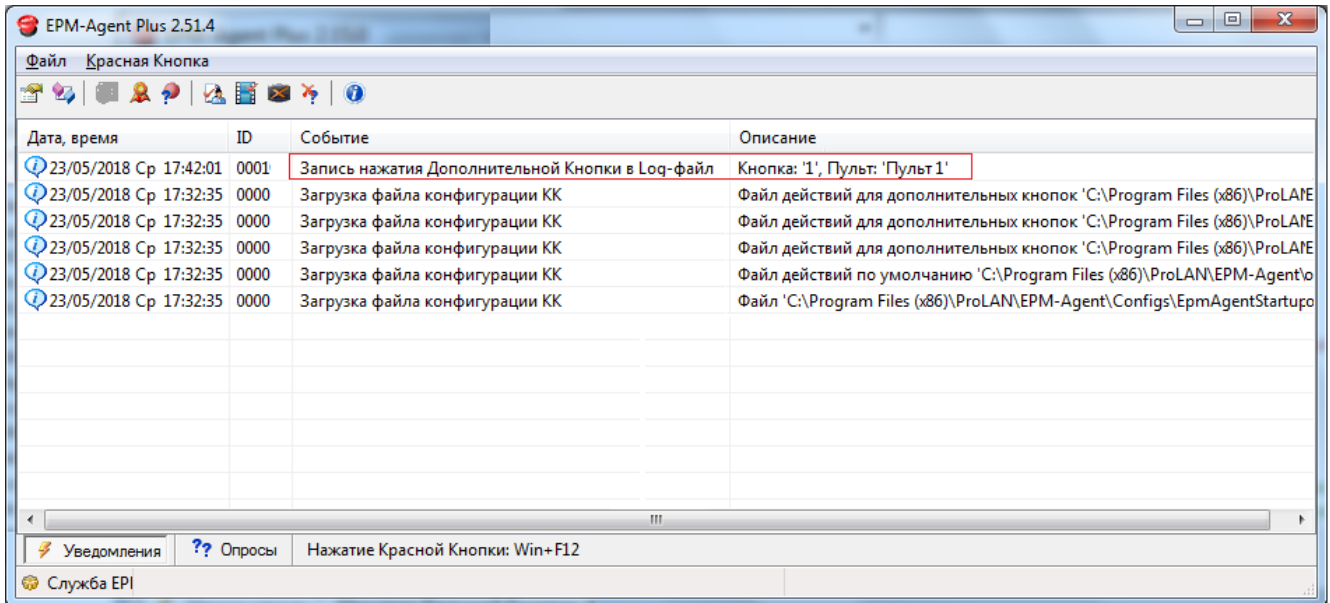 EPM-Agent Plus 2.51.4
Файл Красная Кнопка
Дата, время ID Событие Описание
23/05/2018 Ср 17:42:01 0001 Запись нажатия Дополнительной Кнопки в Log-файл Кнопка: '1', Пульт: 'Пульт 1'
23/05/2018 Ср 17:32:35 0000 Загрузка файла конфигурации КК Файл действий для дополнительных кнопок 'C:\Program Files (x86)\ProLAN\E
23/05/2018 Ср 17:32:35 0000 Загрузка файла конфигурации КК Файл действий для дополнительных кнопок 'C:\Program Files (x86)\ProLAN\E
23/05/2018 Ср 17:32:35 0000 Загрузка файла конфигурации КК Файл действий для дополнительных кнопок 'C:\Program Files (x86)\ProLAN\E
23/05/2018 Ср 17:32:35 0000 Загрузка файла конфигурации КК Файл действий по умолчанию 'C:\Program Files (x86)\ProLAN\EPM-Agent\
23/05/2018 Ср 17:32:35 0000 Загрузка файла конфигурации КК Файл 'C:\Program Files (x86)\ProLAN\EPM-Agent\Configs\EpmAgentStartup
Уведомления ?? Опросы Нажатие Красной Кнопки: Win+F12
Служба EPI